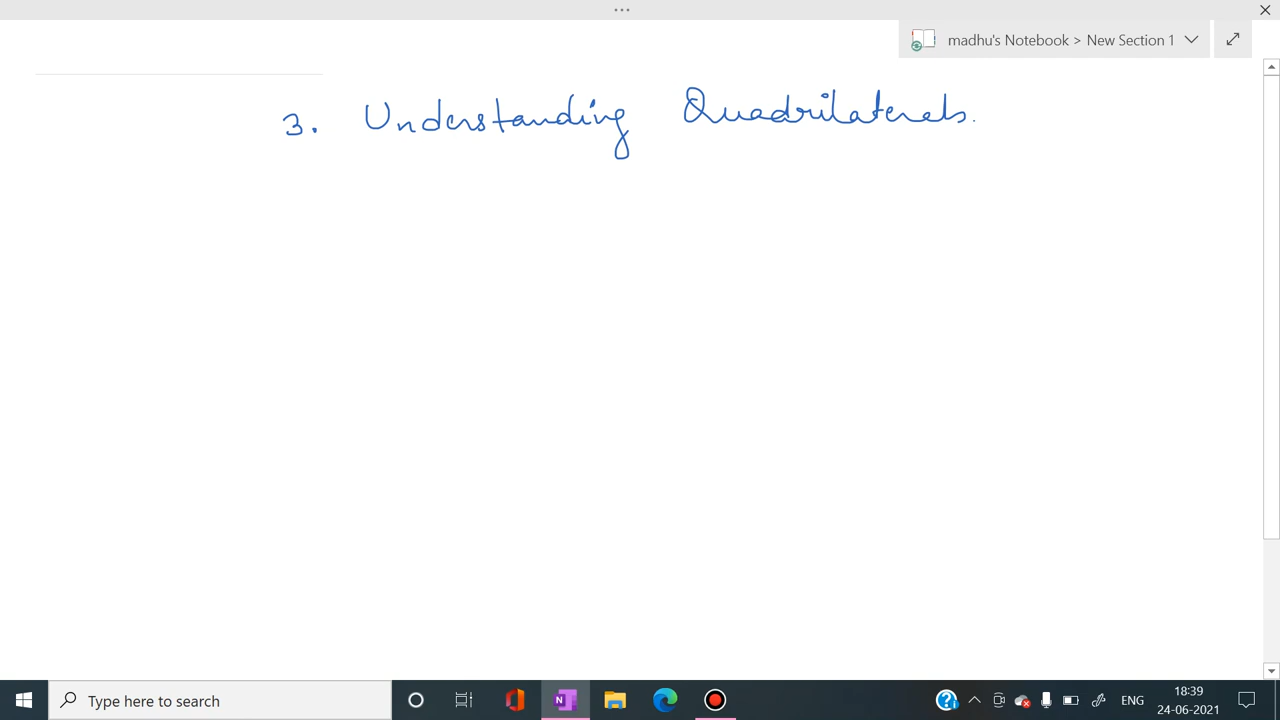 madhu's Notebook > New Section 1
3. Understanding Quadrilaterals.
Type here to search
ENG
18:39
24-06-2021